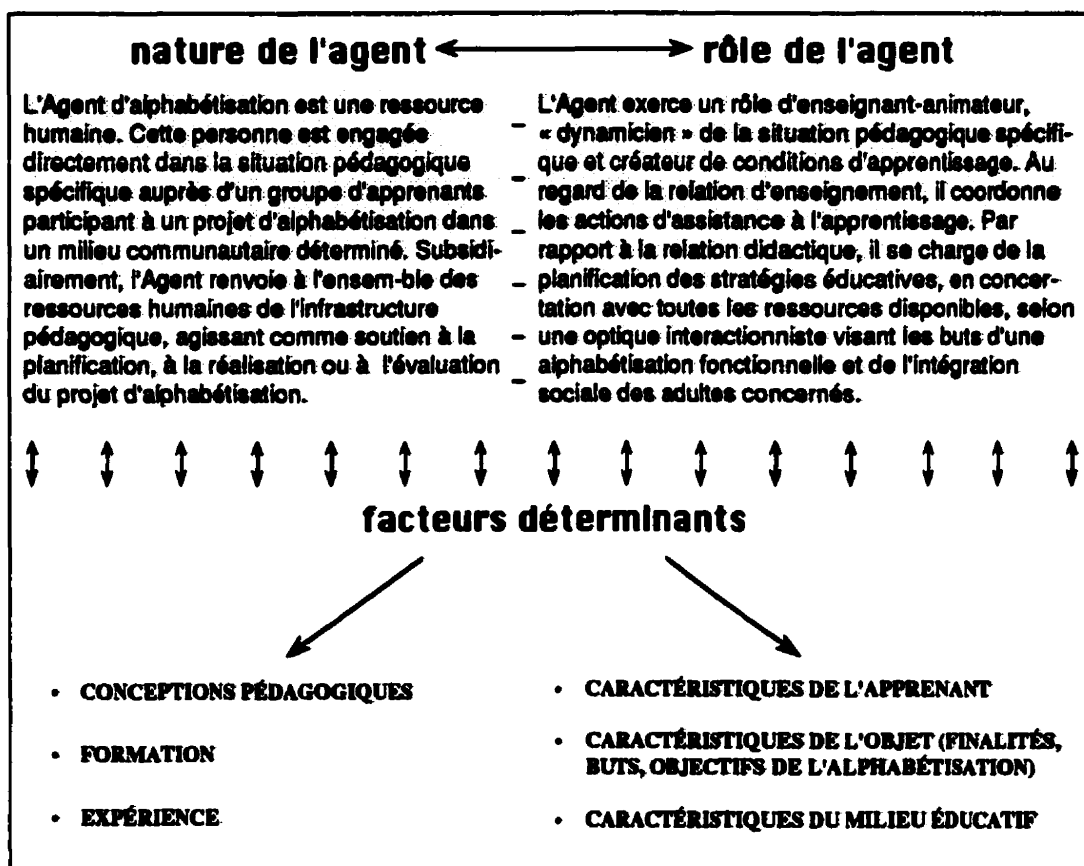 nature de l'agent
rôle de l'agent
L'Agent d'alphabétisation est une ressource
humaine. Cette personne est engagée
directement dans la situation pédagogique
spécifique auprès d'un groupe d'apprenants
participant à un projet d'alphabétisation dans
un milieu communautaire déterminé. Subsidi-
airement, l'Agent renvoie à l'ensem-ble des
ressources humaines de l'infrastructure
pédagogique, agissant comme soutien à la
planification, à la réalisation ou à l'évaluation
du projet d'alphabétisation.
L'Agent exerce un rôle d'enseignant-animateur,
« dynamicien » de la situation pédagogique spécifi-
que et créateur de conditions d'apprentissage. Au
regard de la relation d'enseignement, il coordonne
les actions d'assistance à l'apprentissage. Par
rapport à la relation didactique, il se charge de la
planification des stratégies éducatives, en concer-
tation avec toutes les ressources disponibles, selon
une optique interactionniste visant les buts d'une
alphabétisation fonctionnelle et de l'intégration
sociale des adultes concernés.
facteurs déterminants
• CONCEPTIONS PÉDAGOGIQUES
• FORMATION
• EXPÉRIENCE
• CARACTÉRISTIQUES DE L'APPRENANT
• CARACTÉRISTIQUES DE L'OBJET (FINALITÉS,
BUTS, OBJECTIFS DE L'ALPHABÉTISATION)
• CARACTÉRISTIQUES DU MILIEU ÉDUCATIF